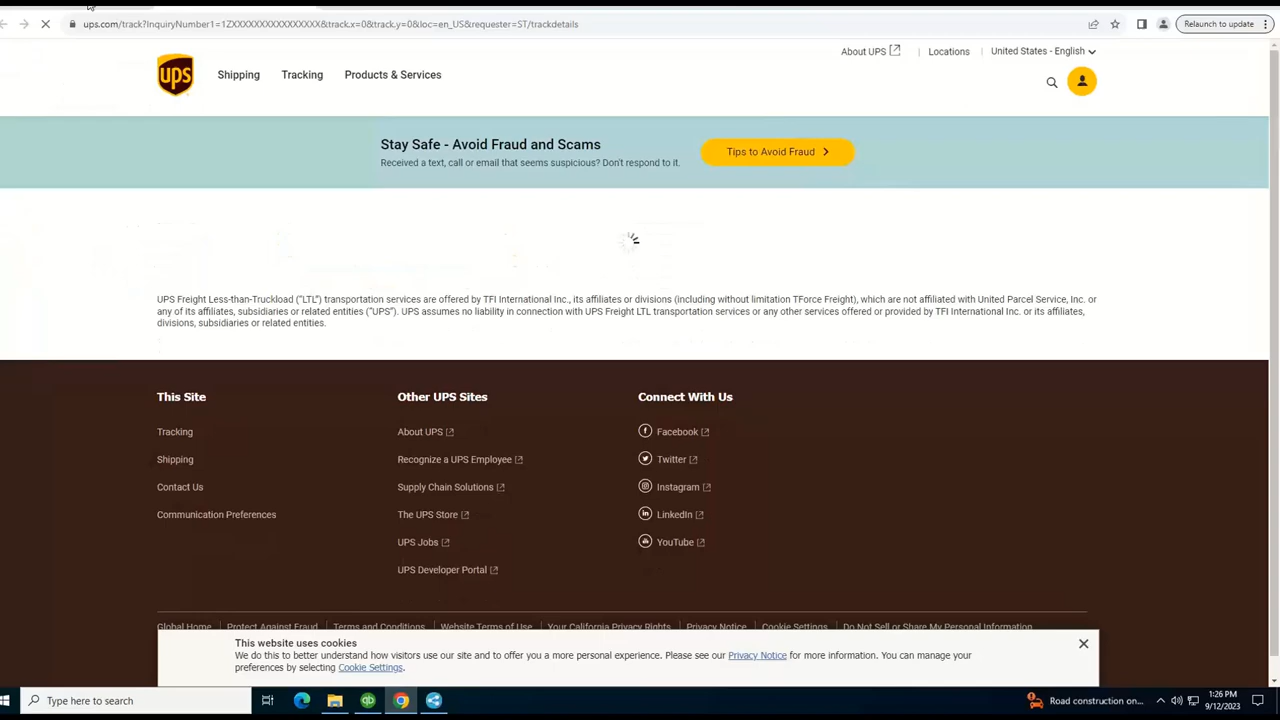 ups.com/track?InquiryNumber1=1ZXXXXXXXXXXXXXXXX&track.x=0&track.y=0&loc=en_US&requester=ST/trackdetails
Relaunch to update
About UPS
Locations
United States - English
ups
Shipping
Tracking
Products & Services
Stay Safe - Avoid Fraud and Scams
Received a text, call or email that seems suspicious? Don't respond to it.
Tips to Avoid Fraud
UPS Freight Less-than-Truckload ("LTL") transportation services are offered by TFI International Inc., its affiliates or divisions (including without limitation TForce Freight), which are not affiliated with United Parcel Service, Inc. or
any of its affiliates, subsidiaries or related entities ("UPS"). UPS assumes no liability in connection with UPS Freight LTL transportation services or any other services offered or provided by TFI International Inc. or its affiliates,
divisions, subsidiaries or related entities.
This Site
Tracking
Shipping
Contact Us
Communication Preferences
Other UPS Sites
About UPS
Recognize a UPS Employee
Supply Chain Solutions
The UPS Store
UPS Jobs
UPS Developer Portal
Connect With Us
Facebook
Twitter
Instagram
LinkedIn
YouTube
Global Home
Protect Against Fraud
Terms and Conditions
Website Terms of Use
Your California Privacy Rights
Privacy Notice
Cookie Settings
Do Not Sell or Share My Personal Information
This website uses cookies
We do this to better understand how visitors use our site and to offer you a more personal experience. Please see our Privacy Notice for more information. You can manage your
preferences by selecting Cookie Settings.
Type here to search
Road construction on...
1:26 PM
9/12/2023